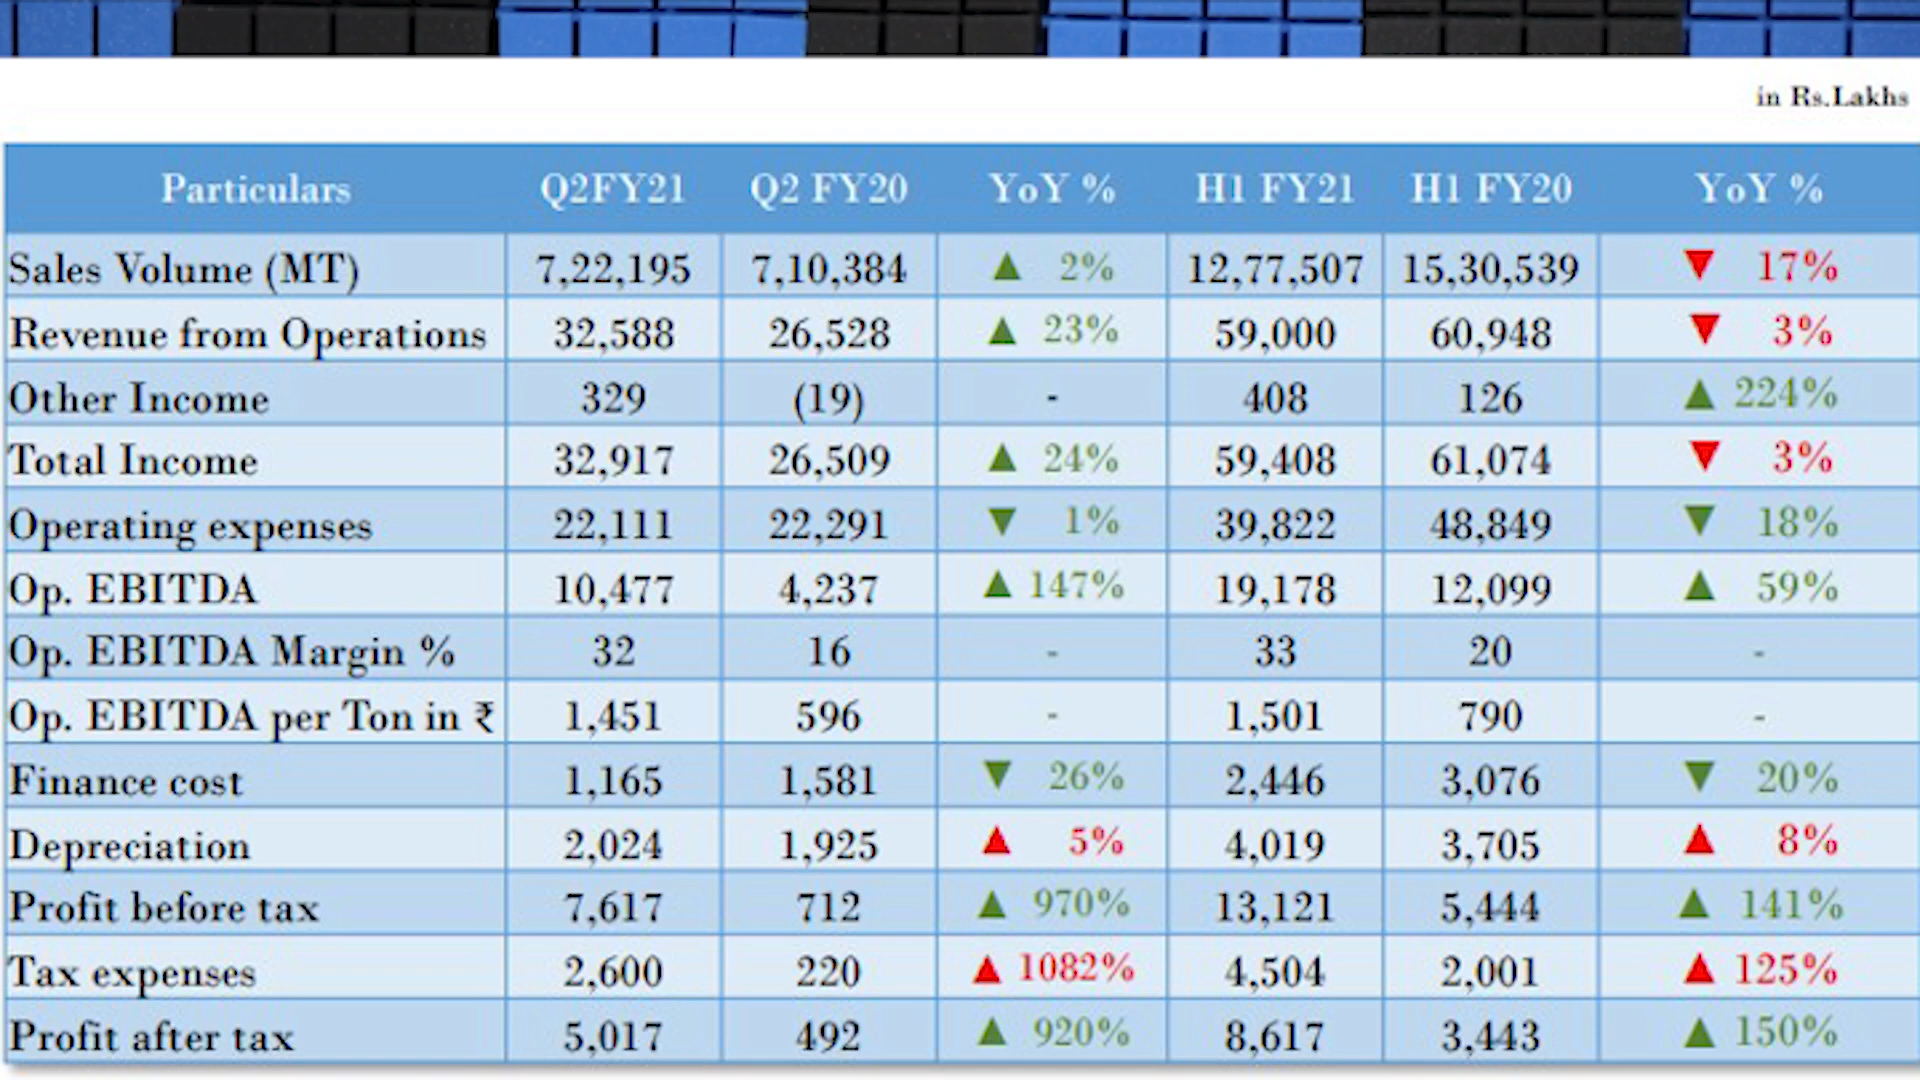 in Rs.Lakhs
Particulars Q2FY21 Q2 FY20 YoY % H1 FY21 H1 FY20 YoY %
Sales Volume (MT) 7,22,195 7,10,384 ▲ 2% 12,77,507 15,30,539 ▼ 17%
Revenue from Operations 32,588 26,528 ▲ 23% 59,000 60,948 ▼ 3%
Other Income 329 (19) - 408 126 ▲ 224%
Total Income 32,917 26,509 ▲ 24% 59,408 61,074 ▼ 3%
Operating expenses 22,111 22,291 ▼ 1% 39,822 48,849 ▼ 18%
Op. EBITDA 10,477 4,237 ▲ 147% 19,178 12,099 ▲ 59%
Op. EBITDA Margin % 32 16 - 33 20 -
Op. EBITDA per Ton in ₹ 1,451 596 - 1,501 790 -
Finance cost 1,165 1,581 ▼ 26% 2,446 3,076 ▼ 20%
Depreciation 2,024 1,925 ▲ 5% 4,019 3,705 ▲ 8%
Profit before tax 7,617 712 ▲ 970% 13,121 5,444 ▲ 141%
Tax expenses 2,600 220 ▲ 1082% 4,504 2,001 ▲ 125%
Profit after tax 5,017 492 ▲ 920% 8,617 3,443 ▲ 150%